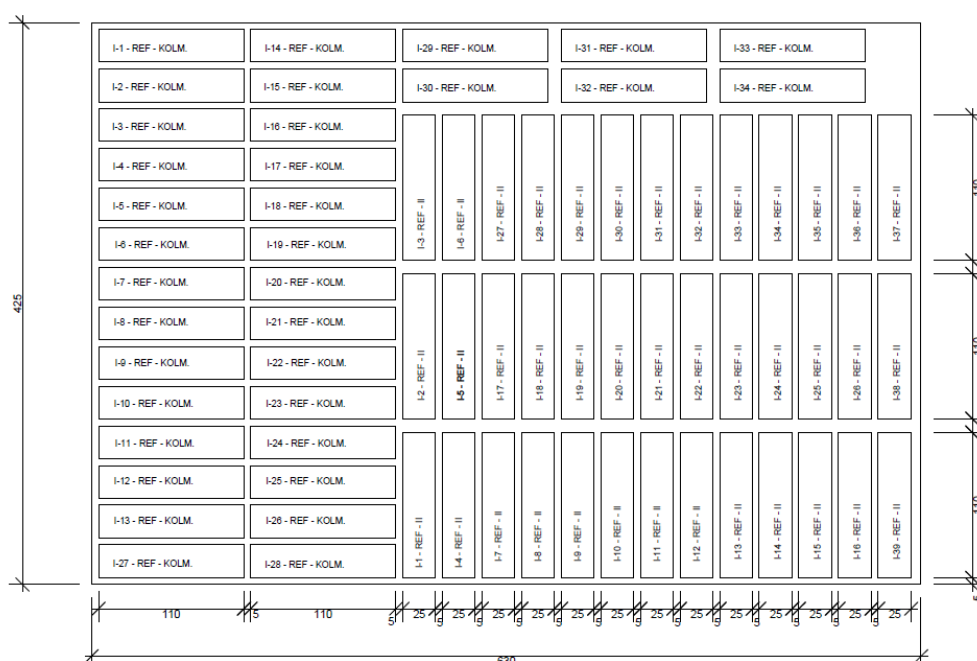 I-1 - REF - KOLM.
I-14 - REF - KOLM.
I-29 - REF - KOLM.
I-31 - REF - KOLM.
I-33 - REF - KOLM.
I-2 - REF - KOLM.
I-15 - REF - KOLM.
I-30 - REF - KOLM.
I-32 - REF - KOLM.
I-34 - REF - KOLM.
I-3 - REF - KOLM.
I-16 - REF - KOLM.
I-4 - REF - KOLM.
I-17 - REF - KOLM.
I-5 - REF - KOLM.
I-18 - REF - KOLM.
I-6 - REF - KOLM.
I-19 - REF - KOLM.
I-7 - REF - KOLM.
I-20 - REF - KOLM.
I-8 - REF - KOLM.
I-21 - REF - KOLM.
I-9 - REF - KOLM.
I-22 - REF - KOLM.
I-10 - REF - KOLM.
I-23 - REF - KOLM.
I-11 - REF - KOLM.
I-24 - REF - KOLM.
I-12 - REF - KOLM.
I-25 - REF - KOLM.
I-13 - REF - KOLM.
I-26 - REF - KOLM.
I-27 - REF - KOLM.
I-28 - REF - KOLM.
I-3 - REF - II
I-6 - REF - II
I-27 - REF - II
I-28 - REF - II
I-29 - REF - II
I-30 - REF - II
I-31 - REF - II
I-32 - REF - II
I-33 - REF - II
I-34 - REF - II
I-35 - REF - II
I-36 - REF - II
I-37 - REF - II
I-2 - REF - II
I-5 - REF - II
I-17 - REF - II
I-18 - REF - II
I-19 - REF - II
I-20 - REF - II
I-21 - REF - II
I-22 - REF - II
I-23 - REF - II
I-24 - REF - II
I-25 - REF - II
I-26 - REF - II
I-38 - REF - II
I-1 - REF - II
I-4 - REF - II
I-7 - REF - II
I-8 - REF - II
I-9 - REF - II
I-10 - REF - II
I-11 - REF - II
I-12 - REF - II
I-13 - REF - II
I-14 - REF - II
I-15 - REF - II
I-16 - REF - II
I-39 - REF - II
425
110
110
110
5
110
5
110
5
25
5
25
5
25
5
25
5
25
5
25
5
25
5
25
5
25
5
25
5
25
5
25
5
25
630